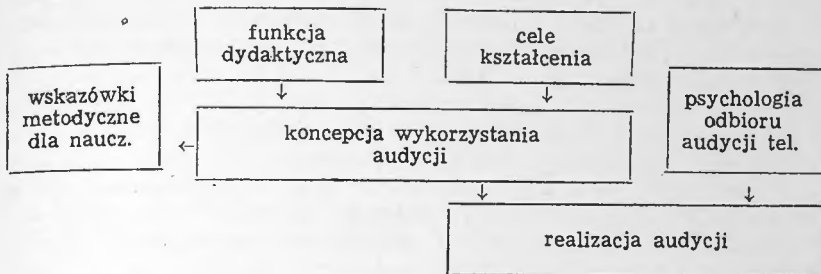 funkcja
dydaktyczna
cele
kształcenia
wskazówki
metodyczne
dla naucz.
koncepcja wykorzystania
audycji
psychologia
odbioru
audycji tel.
realizacja audycji